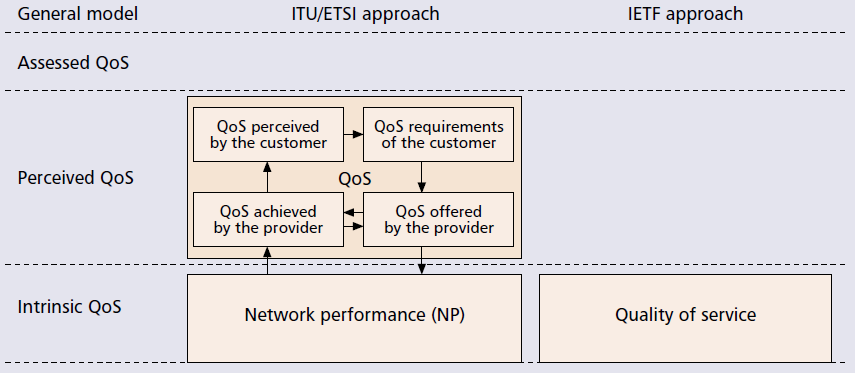 General model
ITU/ETSI approach
IETF approach
Assessed QoS
Perceived QoS
QoS perceived
by the customer
QoS requirements
of the customer
QoS
QoS achieved
by the provider
QoS offered
by the provider
Intrinsic QoS
Network performance (NP)
Quality of service